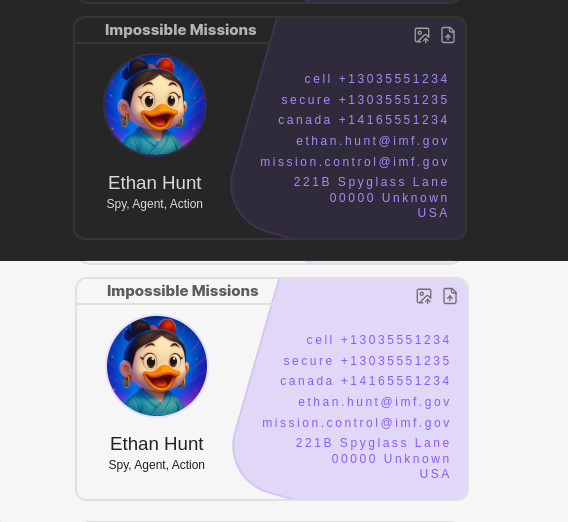 Impossible Missions
cell +13035551234
secure +13035551235
canada +14165551234
ethan.hunt@imf.gov
mission.control@imf.gov
221B Spyglass Lane
00000 Unknown
USA
Ethan Hunt
Spy, Agent, Action
Impossible Missions
cell +13035551234
secure +13035551235
canada +14165551234
ethan.hunt@imf.gov
mission.control@imf.gov
221B Spyglass Lane
00000 Unknown
USA
Ethan Hunt
Spy, Agent, Action